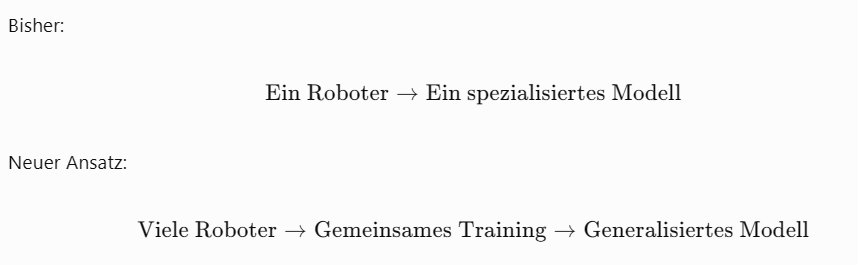 Bisher:
Ein Roboter → Ein spezialisiertes Modell
Neuer Ansatz:
Viele Roboter → Gemeinsames Training → Generalisiertes Modell